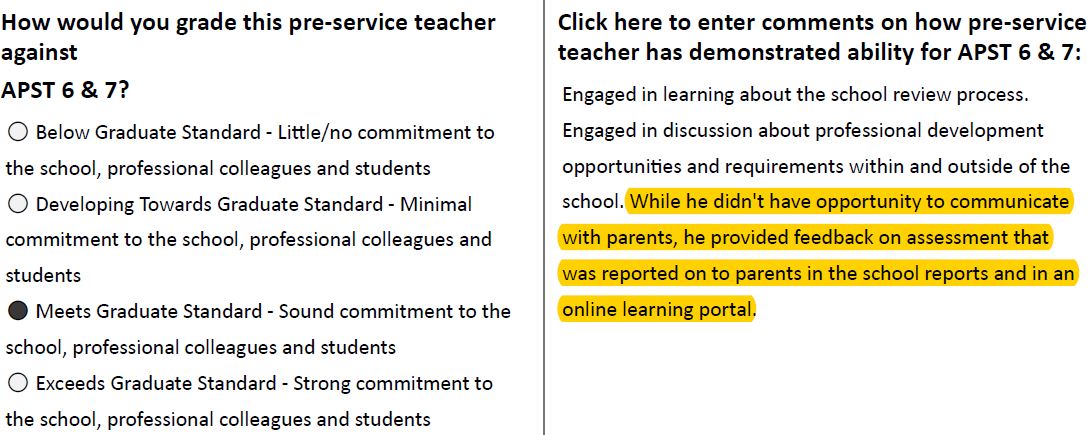 How would you grade this pre-service teacher
against
APST 6 & 7?
Below Graduate Standard - Little/no commitment to
the school, professional colleagues and students
Developing Towards Graduate Standard - Minimal
commitment to the school, professional colleagues and
students
Meets Graduate Standard - Sound commitment to the
school, professional colleagues and students
Exceeds Graduate Standard - Strong commitment to
the school, professional colleagues and students
Click here to enter comments on how pre-service
teacher has demonstrated ability for APST 6 & 7:
Engaged in learning about the school review process.
Engaged in discussion about professional development
opportunities and requirements within and outside of the
school. While he didn't have opportunity to communicate
with parents, he provided feedback on assessment that
was reported on to parents in the school reports and in an
online learning portal.